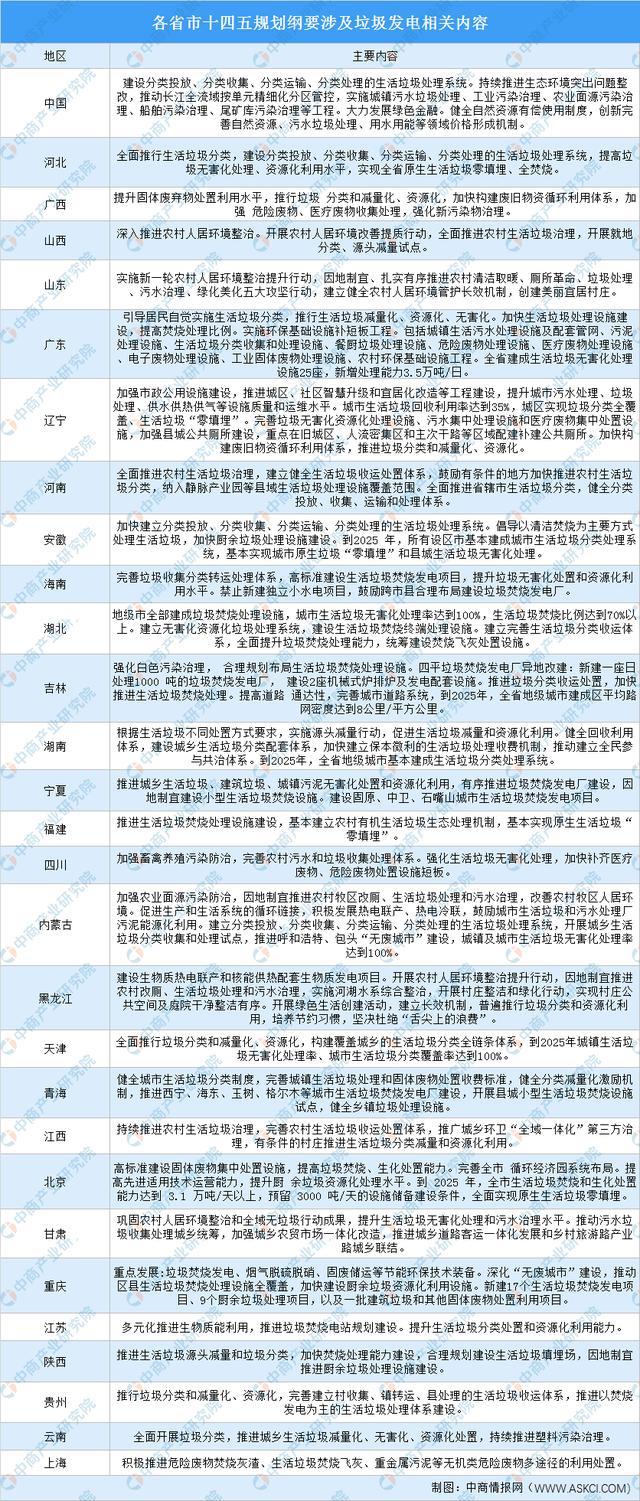 各省市十四五规划纲要涉及垃圾发电相关内容
地区 主要内容
中国
建设分类投放、分类收集、分类运输、分类处理的生活垃圾处理系统。持续推进生态环境突出问题整
改，推动长江全流域按单元精细化分区管控，实施城镇污水垃圾处理、工业污染治理、农业面源污染治
理、船舶污染治理、尾矿库污染治理等工程。大力发展绿色金融。健全自然资源有偿使用制度，创新完
善自然资源、污水垃圾处理、用水用能等领域价格形成机制。
河北
全面推行生活垃圾分类，建设分类投放、分类收集、分类运输、分类处理的生活垃圾处理系统，提高垃
圾无害化处理、资源化利用水平，实现全省原生生活垃圾零填埋、全焚烧。
广西
提升固体废弃物处置利用水平，推行垃圾 分类和减量化、资源化，加快构建废旧物资循环利用体系，加
强 危险废物、医疗废物收集处理，强化新污染物治理。
山西
深入推进农村人居环境整治。开展农村人居环境改善提质行动，全面推进农村生活垃圾治理，开展就地
分类、源头减量试点。
山东
实施新一轮农村人居环境整治提升行动，因地制宜、扎实有序推进农村清洁取暖、厕所革命、垃圾处理
、污水治理、绿化美化五大攻坚行动，建立健全农村人居环境管护长效机制，创建美丽宜居村庄。
广东
引导居民自觉实施生活垃圾分类，推行生活垃圾减量化、资源化、无害化。加快生活垃圾处理设施建
设，提高焚烧处理比例。实施环保基础设施补短板工程。包括城镇生活污水处理设施及配套管网、污泥
处理设施、生活垃圾分类收集和处理设施、餐厨垃圾处理设施、危险废物处理设施、医疗废物处理设施
、电子废物处理设施、工业固体废物处理设施、农村环保基础设施工程。全省建成生活垃圾无害化处理
设施25座，新增处理能力3.5万吨/日。
辽宁
加强市政公用设施建设，推进城区、社区智慧升级和宜居化改造等工程建设，提升城市污水处理、垃圾
处理、供水供热供气等设施质量和运维水平。城市生活垃圾回收利用率达到35%，城区实现垃圾分类全覆
盖、生活垃圾“零填埋”。完善垃圾无害化资源化处理设施、污水集中处理设施和医疗废物集中处置设
施，加强县城公共厕所建设，重点在旧城区、人流密集区和主次干路等区域配建补建公共厕所。加快构
建废旧物资循环利用体系，推进垃圾分类和减量化、资源化。
河南
全面推进农村生活垃圾治理，建立健全生活垃圾收运处置体系，鼓励有条件的地方加快推进农村生活垃
圾分类，纳入静脉产业园等县域生活垃圾处理设施覆盖范围。全面推进省辖市生活垃圾分类，健全分类
投放、收集、运输和处理体系。
安徽
加快建立分类投放、分类收集、分类运输、分类处理的生活垃圾处理系统。倡导以清洁焚烧为主要方式
处理生活垃圾，加快厨余垃圾处理设施建设。到2025 年，所有设区市基本建成城市生活垃圾分类处理系
统，基本实现城市原生垃圾“零填埋”和县城生活垃圾无害化处理。
海南
完善垃圾收集分类转运处理体系，高标准建设生活垃圾焚烧发电项目，提升垃圾无害化处置和资源化利
用水平。禁止新建独立小水电项目，鼓励跨市县合理布局建设垃圾焚烧发电厂。
湖北
地级市全部建成垃圾焚烧处理设施，城市生活垃圾无害化处理率达到100%，生活垃圾焚烧比例达到70%以
上。建立无害化资源化垃圾处理系统，建设生活垃圾焚烧终端处理设施。建立完善生活垃圾分类收运体
系，全面提升垃圾焚烧处理能力，统筹建设焚烧飞灰处置设施。
吉林
强化白色污染治理， 合理规划布局生活垃圾焚烧处理设施。四平垃圾焚烧发电厂异地改建：新建一座日
处理1000 吨的垃圾焚烧发电厂， 建设2座机械式炉排炉及发电配套设施。推进垃圾分类收运处置，加快
推进生活垃圾焚烧处理。提高道路 通达性，完善城市道路系统，到2025年，全省地级城市建成区平均路
网密度达到8公里/平方公里。
湖南
根据生活垃圾不同处置方式要求，实施源头减量行动，促进生活垃圾减量和资源化利用。健全回收利用
体系，建设城乡生活垃圾分类配套体系，加快建立保本微利的生活垃圾处理收费机制，推动建立全民参
与共治体系。到2025年，全省地级城市基本建成生活垃圾分类处理系统。
宁夏
推进城乡生活垃圾、建筑垃圾、城镇污泥无害化处置和资源化利用，有序推进垃圾焚烧发电厂建设，因
地制宜建设小型生活垃圾焚烧设施。建设固原、中卫、石嘴山城市生活垃圾焚烧发电项目。
福建
推进生活垃圾焚烧处理设施建设，基本建立农村有机生活垃圾生态处理机制，基本实现原生生活垃圾“
零填埋”。
四川
加强畜禽养殖污染防治，完善农村污水和垃圾收集处理体系。强化生活垃圾无害化处理，加快补齐医疗
废物、危险废物处置设施短板。
内蒙古
加强农业面源污染防治，因地制宜推进农村牧区改厕、生活垃圾处理和污水治理，改善农村牧区人居环
境。促进生产和生活系统的循环链接，积极发展热电联产、热电冷联，鼓励城市生活垃圾和污水处理厂
污泥能源化利用。建立分类投放、分类收集、分类运输、分类处理的生活垃圾处理系统，开展城乡生活
垃圾分类收集和处理试点，推进呼和浩特、包头“无废城市”建设，城镇及城市生活垃圾无害化处理率
达到100%。
黑龙江
建设生物质热电联产和核能供热配套生物质发电项目。开展农村人居环境整治提升行动，因地制宜推进
农村改厕、生活垃圾处理和污水治理，实施河湖水系综合整治，开展村庄整洁和绿化行动，实现村庄公
共空间及庭院干净整洁有序。开展绿色生活创建活动，建立长效机制，普遍推行垃圾分类和资源化利
用，培养节约习惯，坚决杜绝“舌尖上的浪费”。
天津
全面推行垃圾分类和减量化、资源化，构建覆盖城乡的生活垃圾分类全链条体系，到2025年城镇生活垃
圾无害化处理率、城市生活垃圾分类覆盖率达到100%。
青海
健全城市生活垃圾分类制度，完善城镇生活垃圾处理和固体废物处置收费标准，健全分类减量化激励机
制，推进西宁、海东、玉树、格尔木等城市生活垃圾焚烧发电厂建设，开展县城小型生活垃圾焚烧设施
试点，健全乡镇垃圾处理设施。
江西
持续推进农村生活垃圾治理，完善农村生活垃圾收运处置体系，推广城乡环卫“全域一体化”第三方治
理，有条件的村庄推进生活垃圾分类减量和资源化利用。
北京
高标准建设固体废物集中处置设施，提高垃圾焚烧、生化处置能力。完善全市 循环经济园系统布局。提
高先进适用技术运营能力，提升厨 余垃圾资源化处理水平。到 2025 年，全市生活垃圾焚烧和生化处置
能力达到 3.1 万吨/天以上，预留 3000 吨/天的设施储备建设条件，全面实现原生生活垃圾零填埋。
甘肃
巩固农村人居环境整治和全域无垃圾行动成果，提升生活垃圾无害化处理和污水治理水平。推动污水垃
圾收集处理城乡统筹，加强城乡农贸市场一体化改造，推进城乡道路客运一体化发展和乡村旅游路产业
路城乡联结。
重庆
重点发展:垃圾焚烧发电、烟气脱硫脱硝、固废储运等节能环保技术装备。深化“无废城市”建设，推动
区县生活垃圾处理设施全覆盖，加快建设厨余垃圾资源化利用设施。新建17个生活垃圾焚烧发电项
目、9个厨余垃圾处理项目，以及一批建筑垃圾和其他固体废物处置利用项目。
江苏
多元化推进生物质能利用，推进垃圾焚烧电站规划建设。提升生活垃圾分类处置和资源化利用能力。
陕西
推进生活垃圾源头减量和垃圾分类，加快焚烧处理能力建设，合理规划建设生活垃圾填埋场，因地制宜
推进厨余垃圾处理设施建设。
贵州
推行垃圾分类和减量化、资源化，完善建立村收集、镇转运、县处理的生活垃圾收运体系，推进以焚烧
发电为主的生活垃圾处理体系建设。
云南
全面开展垃圾分类，推进城乡生活垃圾减量化、无害化、资源化处置，持续推进塑料污染治理。
上海
积极推进危险废物焚烧灰渣、生活垃圾焚烧飞灰、重金属污泥等无机类危险废物多途径的利用处置。
制图：中商情报网（WWW.ASKCI.COM）